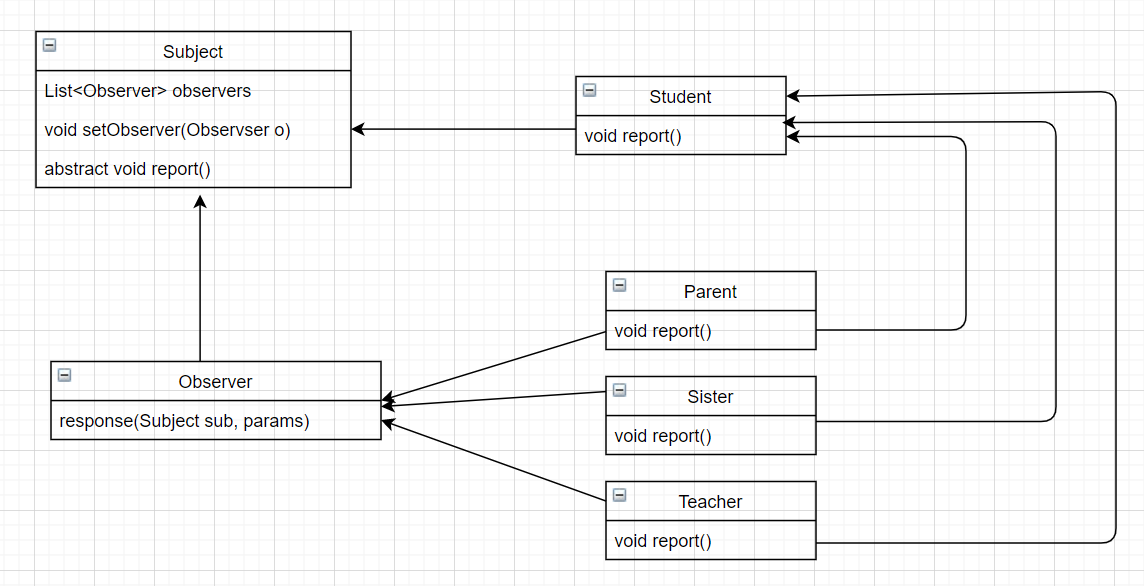 Subject
List<Observer> observers
void setObserver(Observser o)
abstract void report()
Student
void report()
Parent
void report()
Observer
response(Subject sub, params)
Sister
void report()
Teacher
void report()